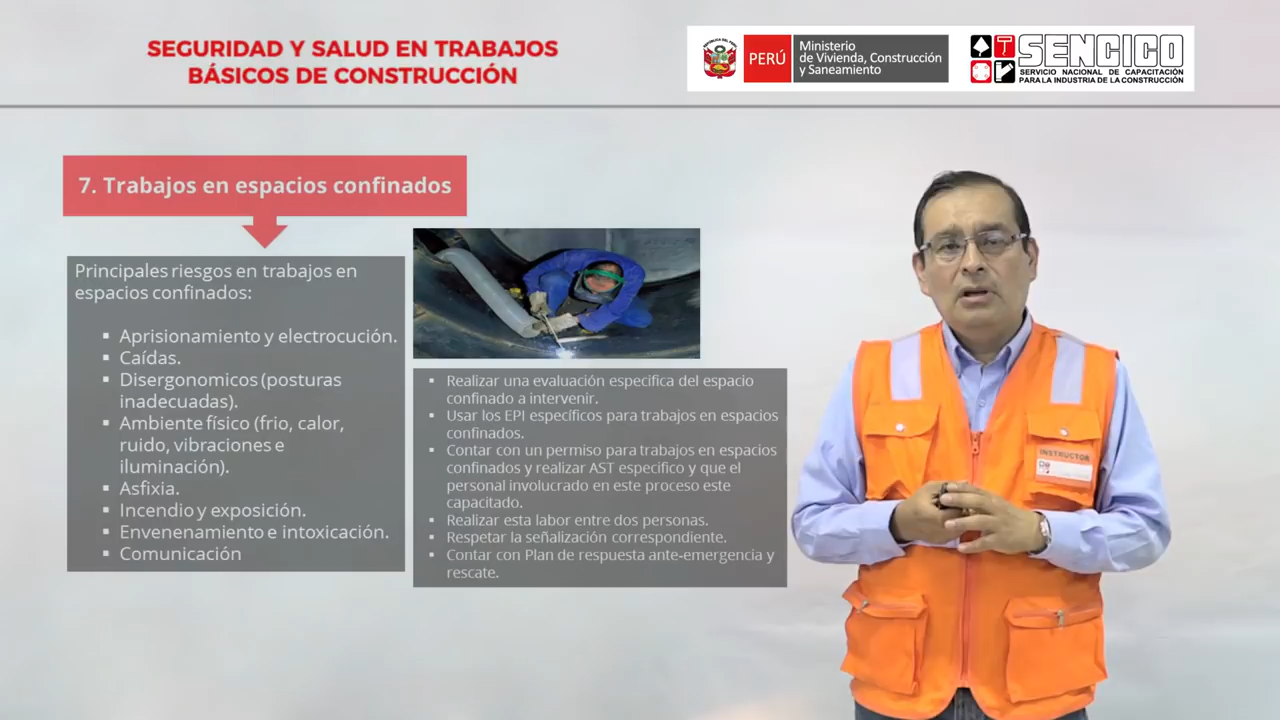 SEGURIDAD Y SALUD EN TRABAJOS
BÁSICOS DE CONSTRUCCIÓN
PERÚ
Ministerio
de Vivienda, Construcción
y Saneamiento
SENCICO
SERVICIO NACIONAL DE CAPACITACIÓN
PARA LA INDUSTRIA DE LA CONSTRUCCIÓN
7. Trabajos en espacios confinados
Principales riesgos en trabajos en
espacios confinados:
▪ Aprisionamiento y electrocución.
▪ Caídas.
▪ Disergonomicos (posturas
inadecuadas).
▪ Ambiente físico (frio, calor,
ruido, vibraciones e
iluminación).
▪ Asfixia.
▪ Incendio y exposición.
▪ Envenenamiento e intoxicación.
▪ Comunicación
▪ Realizar una evaluación especifica del espacio
confinado a intervenir.
▪ Usar los EPI específicos para trabajos en espacios
confinados.
▪ Contar con un permiso para trabajos en espacios
confinados y realizar AST especifico y que el
personal involucrado en este proceso este
capacitado.
▪ Realizar esta labor entre dos personas.
▪ Respetar la señalización correspondiente.
▪ Contar con Plan de respuesta ante-emergencia y
rescate.
INSTRUCTOR